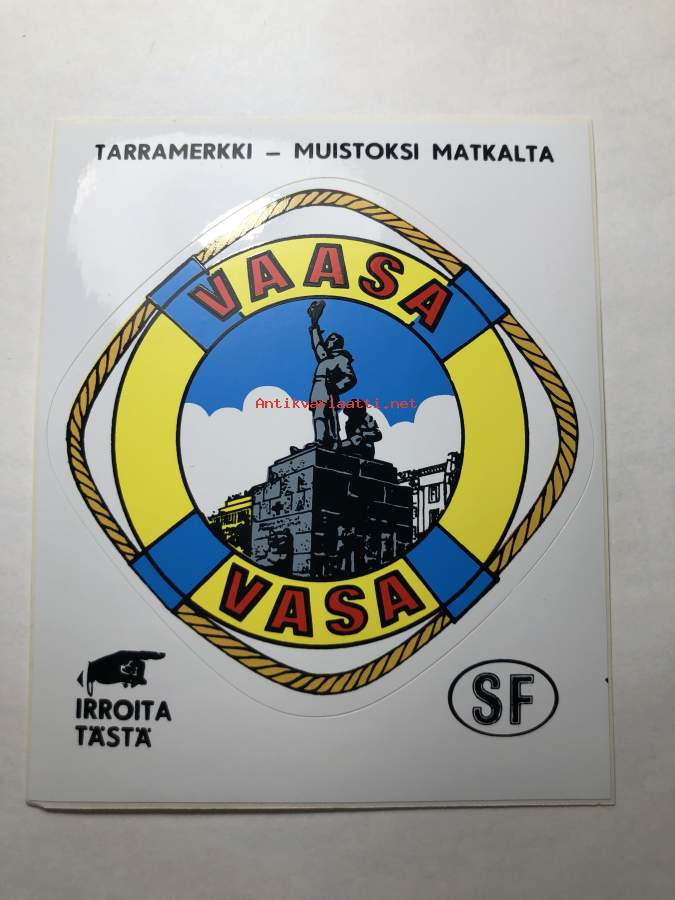 TARRAMERKKI – MUISTOKSI MATKALTA
VAASA
Antikvariaatti.net
VASA
IRROITA
TÄSTÄ
SF